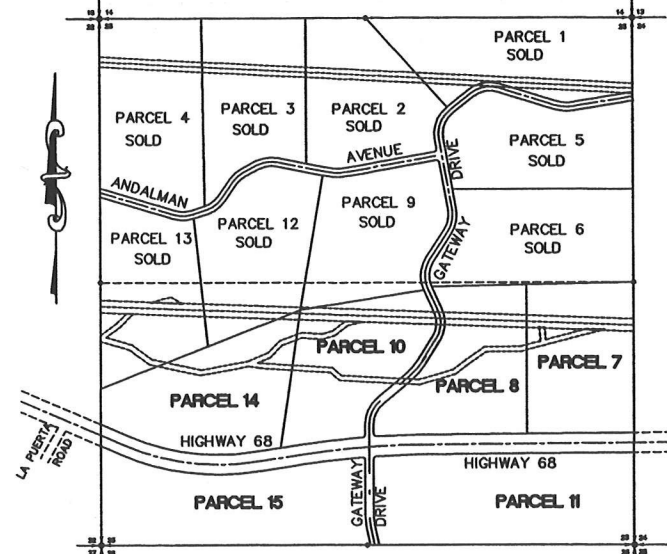 PARCEL 1
SOLD
PARCEL 4
SOLD
PARCEL 3
SOLD
PARCEL 2
SOLD
PARCEL 5
SOLD
ANDALMAN
AVENUE
GATEWAY
DRIVE
PARCEL 13
SOLD
PARCEL 12
SOLD
PARCEL 9
SOLD
PARCEL 6
SOLD
PARCEL 10
PARCEL 7
PARCEL 8
PARCEL 14
LA PUERTA
ROAD
HIGHWAY 68
HIGHWAY 68
PARCEL 15
GATEWAY
DRIVE
PARCEL 11